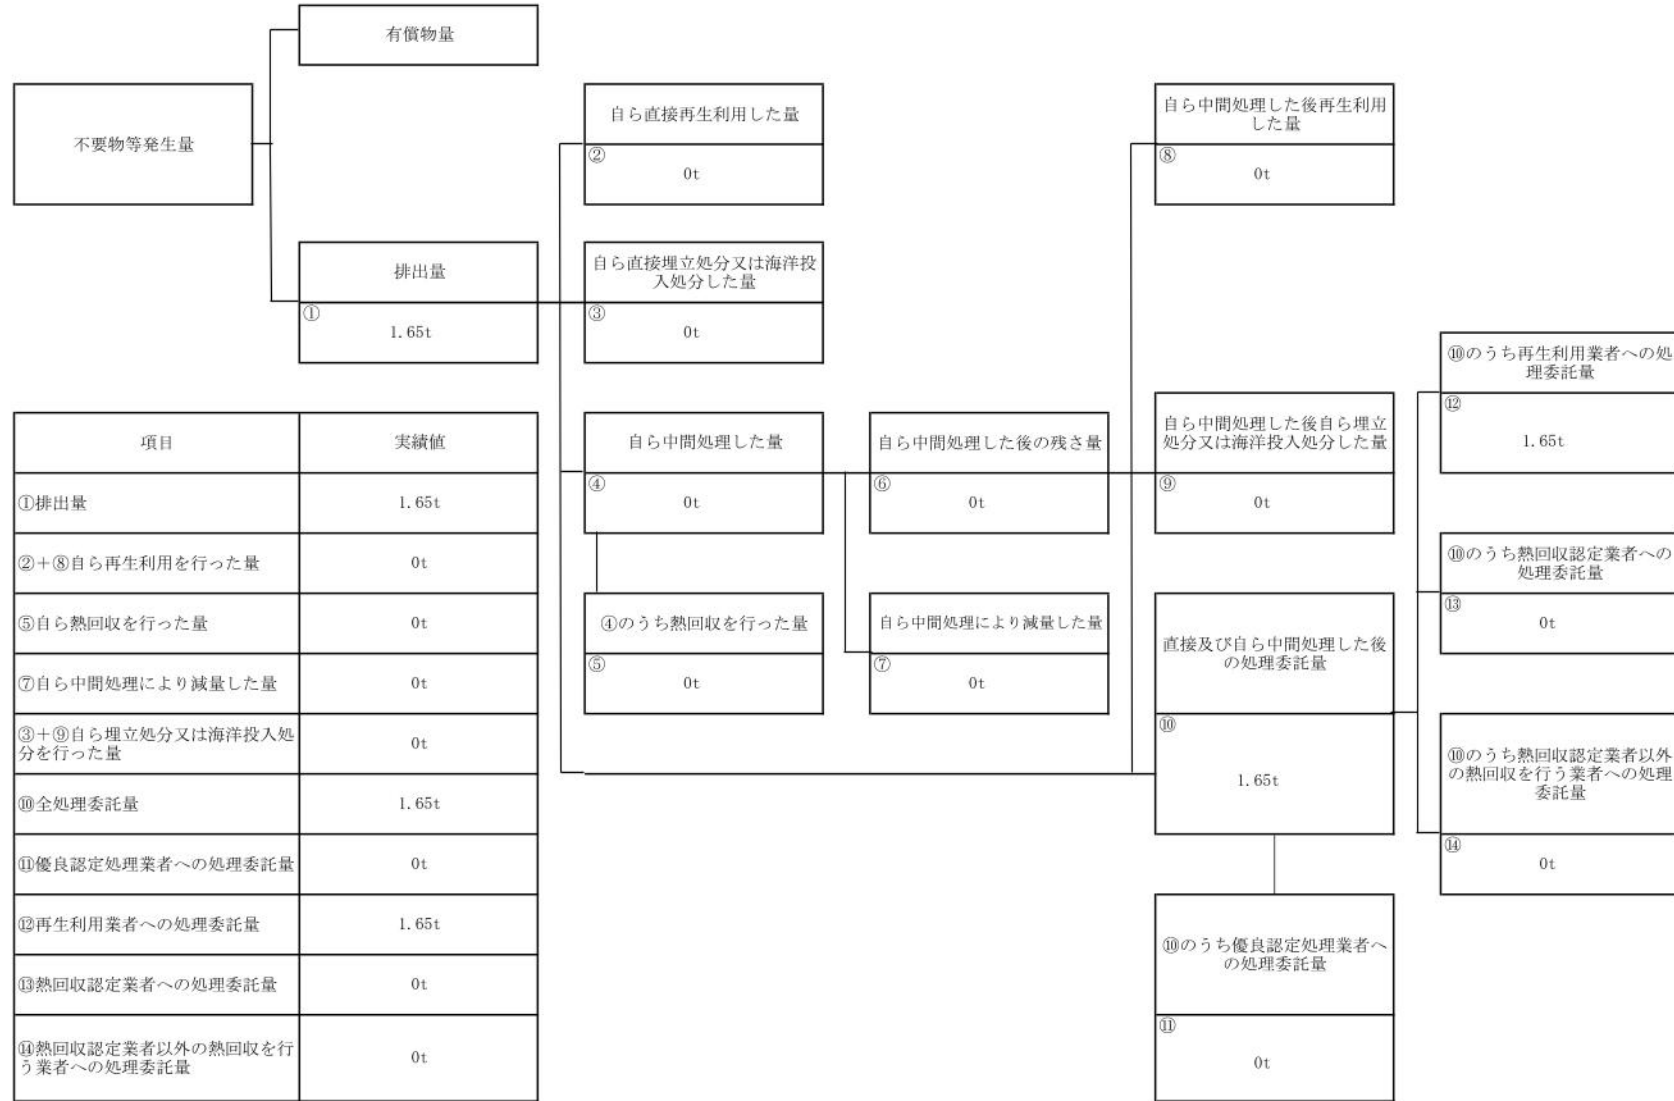 有償物量
不要物等発生量
排出量
①
1.65t
自ら直接再生利用した量
②
0t
自ら直接埋立処分又は海洋投
入処分した量
③
0t
自ら中間処理した量
④
0t
④のうち熱回収を行った量
⑤
0t
自ら中間処理した後の残さ量
⑥
0t
自ら中間処理により減量した量
⑦
0t
自ら中間処理した後再生利用
した量
⑧
0t
自ら中間処理した後自ら埋立
処分又は海洋投入処分した量
⑨
0t
直接及び自ら中間処理した後
の処理委託量
⑩
1.65t
⑩のうち優良認定処理業者へ
の処理委託量
⑪
0t
⑩のうち再生利用業者への処
理委託量
⑫
1.65t
⑩のうち熱回収認定業者への
処理委託量
⑬
0t
⑩のうち熱回収認定業者以外
の熱回収を行う業者への処理
委託量
⑭
0t
項目 実績値
①排出量 1.65t
②＋⑧自ら再生利用を行った量 0t
⑤自ら熱回収を行った量 0t
⑦自ら中間処理により減量した量 0t
③＋⑨自ら埋立処分又は海洋投入処
分を行った量 0t
⑩全処理委託量 1.65t
⑪優良認定処理業者への処理委託量 0t
⑫再生利用業者への処理委託量 1.65t
⑬熱回収認定業者への処理委託量 0t
⑭熱回収認定業者以外の熱回収を行
う業者への処理委託量 0t